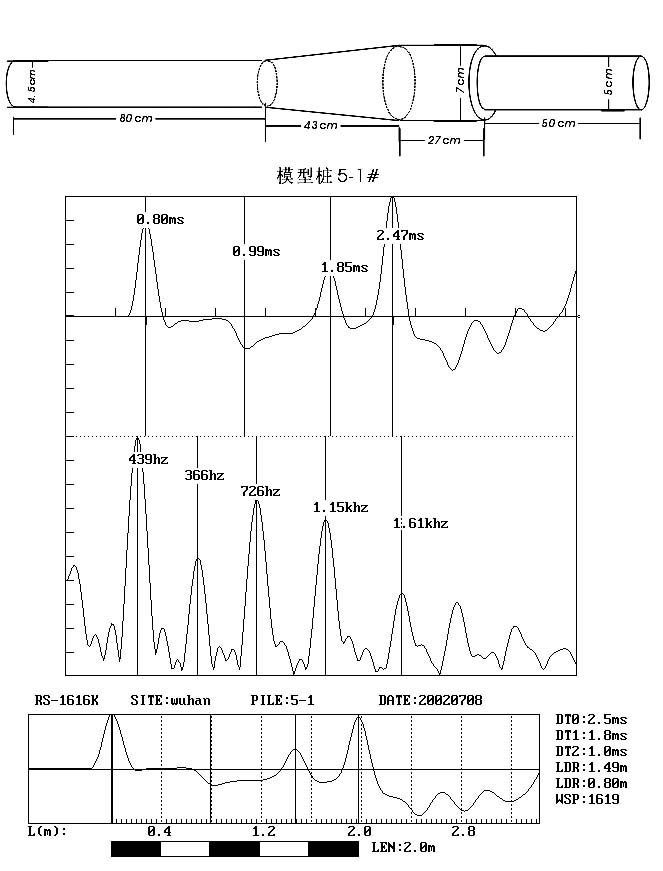 4.5cm
7cm
5cm
80cm
43cm
27cm
50cm
模型桩5-1#
0.80ms
2.47ms
0.99ms
1.85ms
439hz
366hz
726hz
1.15khz
1.61khz
RS-1616K SITE:wuhan PILE:5-1 DATE:20020708
DT0:2.5ms
DT1:1.8ms
DT2:1.0ms
LDR:1.49m
LDR:0.80m
WSP:1619
L(m): 0.4 1.2 2.0 2.8
LEN:2.0m